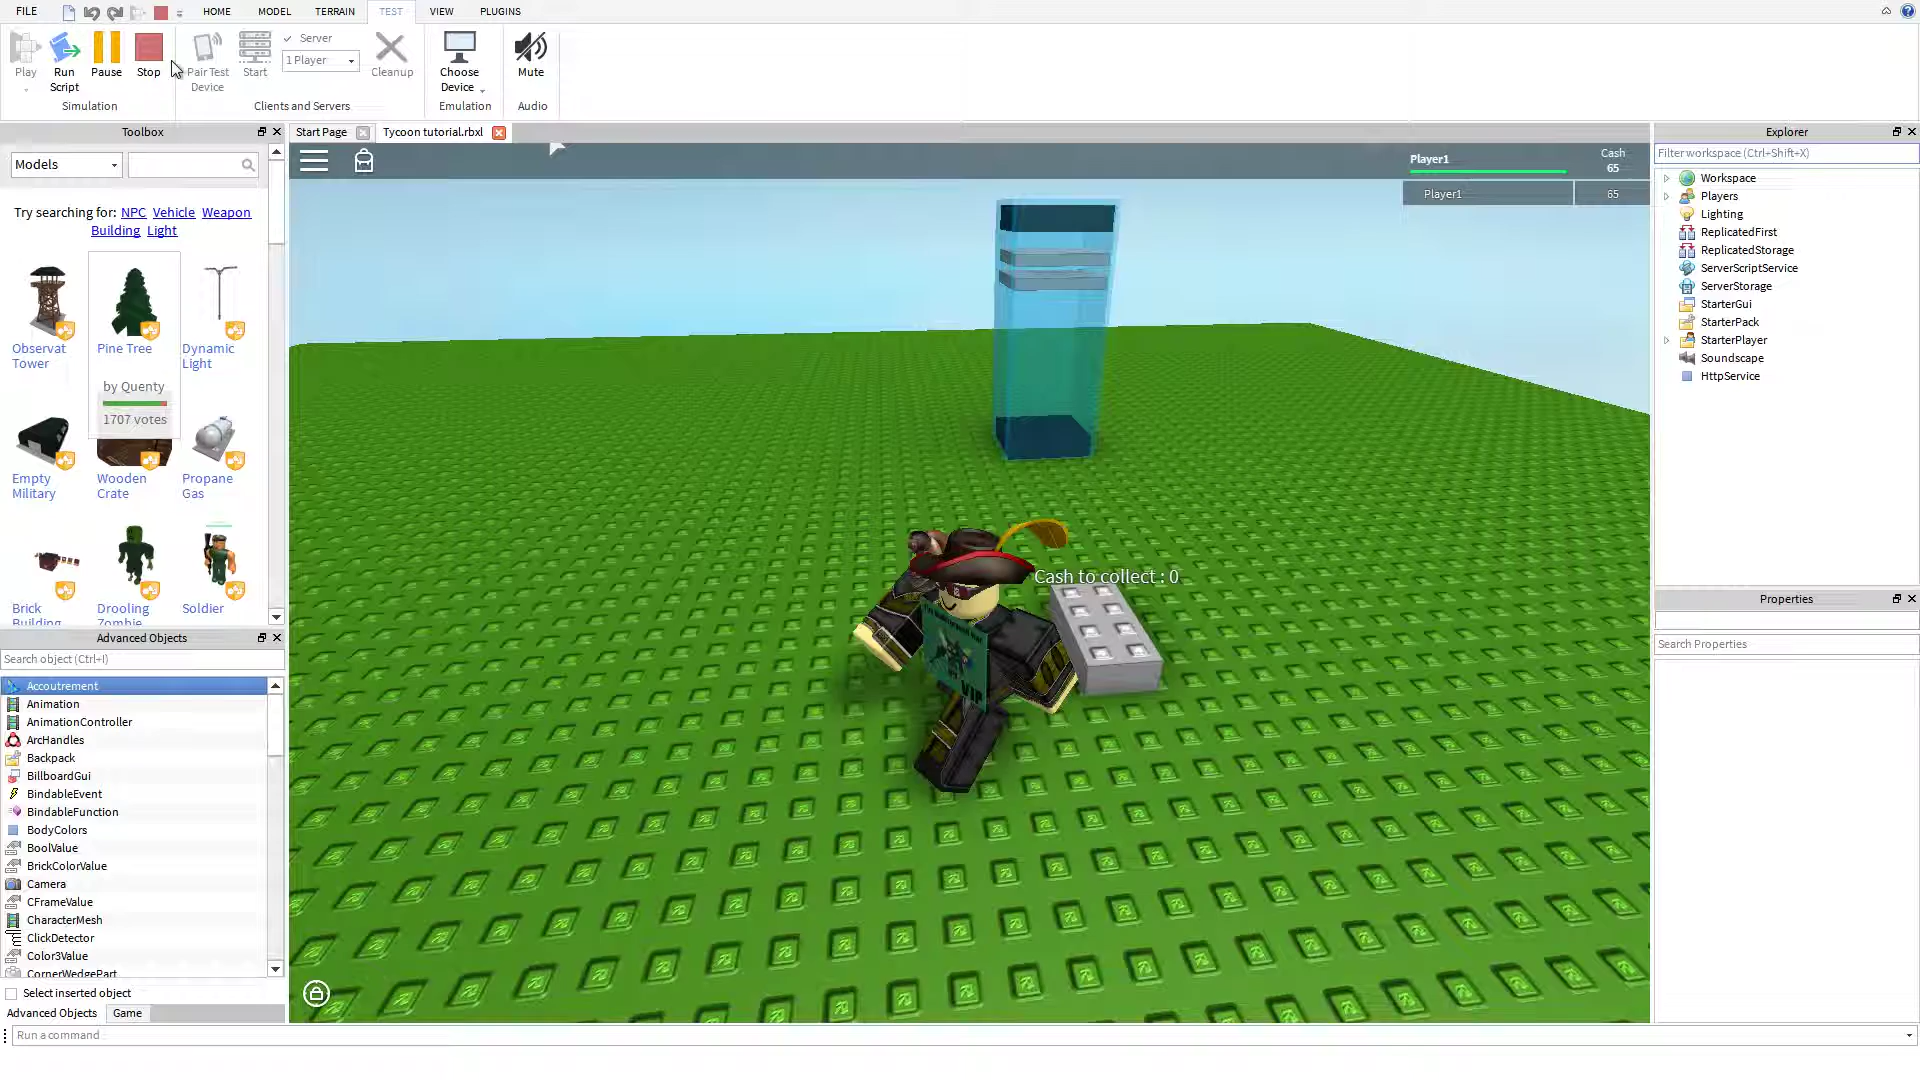 FILE
HOME
MODEL
TERRAIN
TEST
VIEW
PLUGINS
Play
Run Script
Pause
Stop
Pair Test Device
Start
Server
1 Player
Cleanup
Choose Device
Mute
Simulation
Clients and Servers
Emulation
Audio
Toolbox
Start Page
Tycoon tutorial.rbxl
Explorer
Models
Try searching for: NPC Vehicle Weapon
Building Light
Observat Tower
Pine Tree
by Quenty
1707 votes
Dynamic Light
Empty Military
Wooden Crate
Propane Gas
Brick Building
Drooling Zombie
Soldier
Advanced Objects
Search object (Ctrl+I)
Accoutrement
Animation
AnimationController
ArcHandles
Backpack
BillboardGui
BindableEvent
BindableFunction
BodyColors
BoolValue
BrickColorValue
Camera
CFrameValue
CharacterMesh
ClickDetector
Color3Value
CornerWedgePart
Select inserted object
Advanced Objects
Game
Run a command
Player1
Cash
65
Player1
65
Cash to collect : 0
VIP
Filter workspace (Ctrl+Shift+X)
Workspace
Players
Lighting
ReplicatedFirst
ReplicatedStorage
ServerScriptService
ServerStorage
StarterGui
StarterPack
StarterPlayer
Soundscape
HttpService
Properties
Search Properties